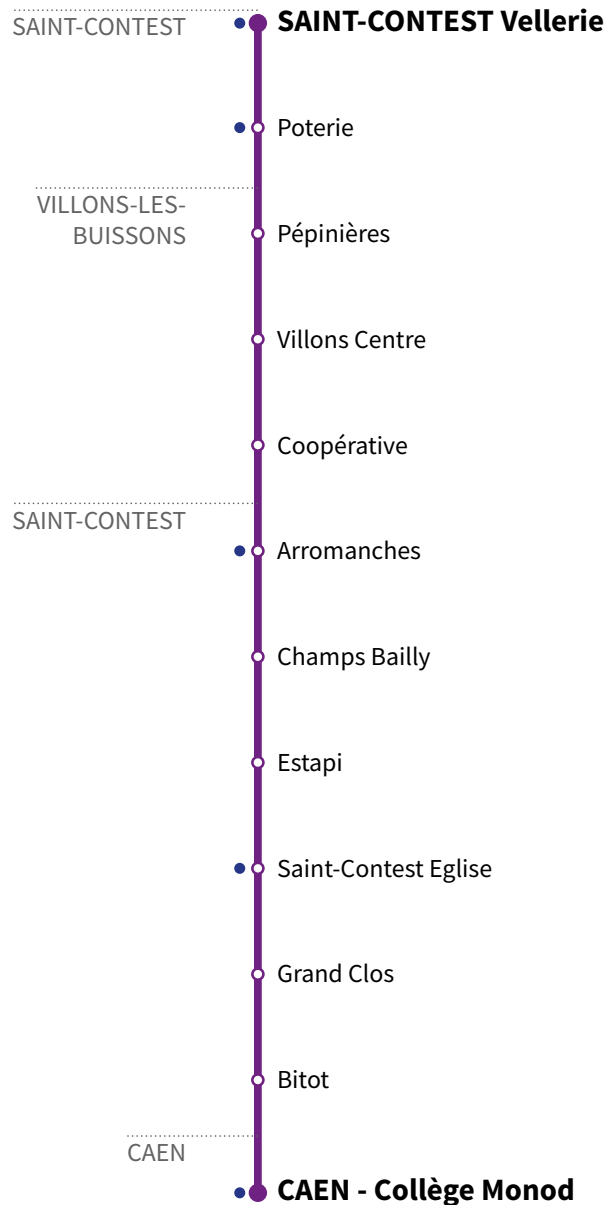 SAINT-CONTEST
SAINT-CONTEST Vellerie
Poterie
VILLONS-LES-
BUISSONS
Pépinières
Villons Centre
Coopérative
SAINT-CONTEST
Arromanches
Champs Bailly
Estapi
Saint-Contest Eglise
Grand Clos
Bitot
CAEN
CAEN - Collège Monod